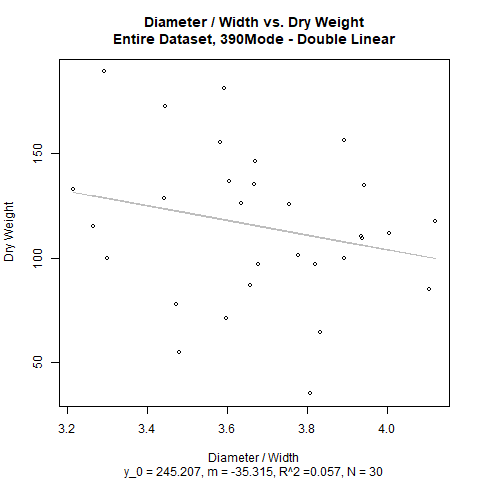 Diameter / Width vs. Dry Weight
Entire Dataset, 390Mode - Double Linear
Dry Weight
150
100
50
3.2 3.4 3.6 3.8 4.0
Diameter / Width
y_0 = 245.207, m = -35.315, R^2 =0.057, N = 30